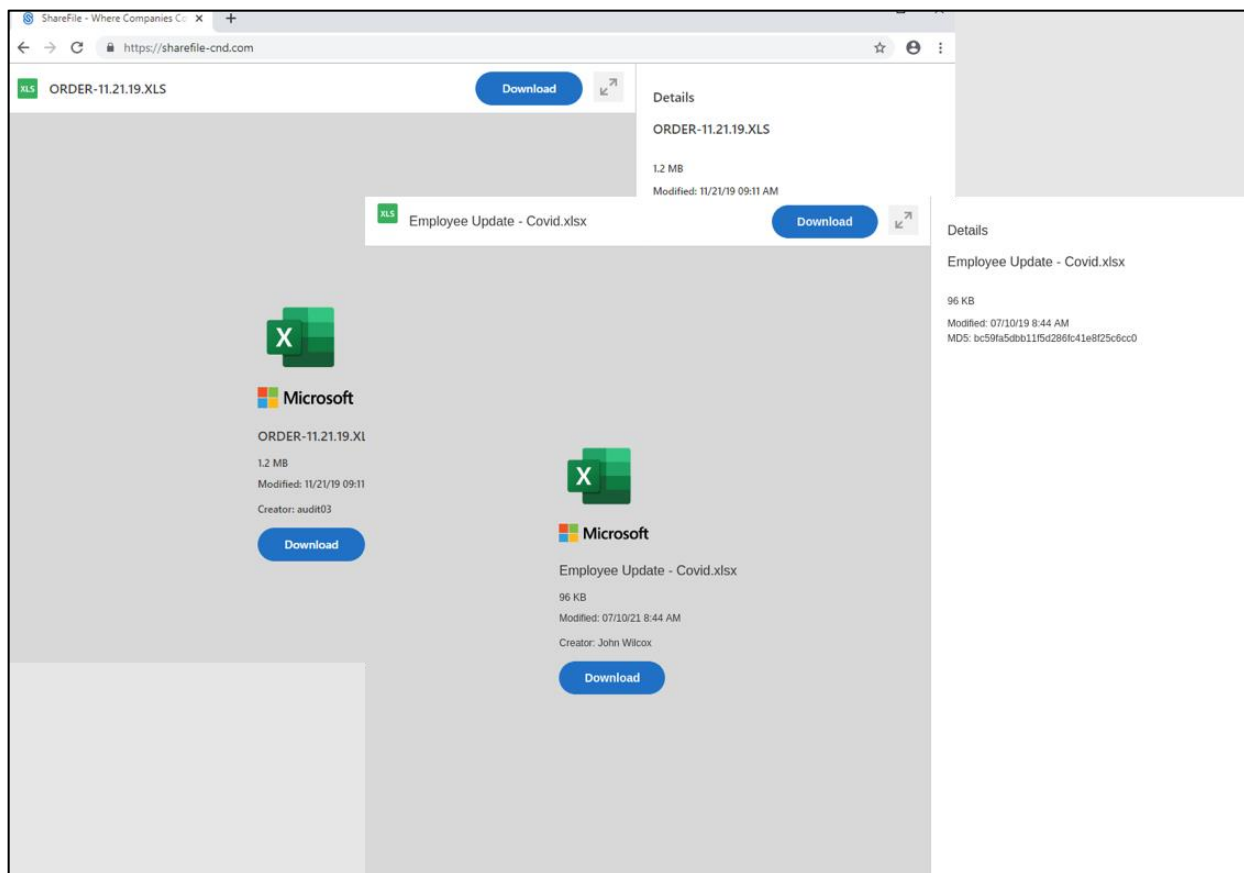 ShareFile - Where Companies Co
https://sharefile-cnd.com
XLS ORDER-11.21.19.XLS Download
Details
ORDER-11.21.19.XLS
1.2 MB
Modified: 11/21/19 09:11 AM
X
Microsoft
ORDER-11.21.19.XL
1.2 MB
Modified: 11/21/19 09:11
Creator: audit03
Download
XLS Employee Update - Covid.xlsx Download
Details
Employee Update - Covid.xlsx
96 KB
Modified: 07/10/19 8:44 AM
MD5: bc59fa5dbb11f5d286fc41e8f25c6cc0
X
Microsoft
Employee Update - Covid.xlsx
96 KB
Modified: 07/10/21 8:44 AM
Creator: John Wilcox
Download